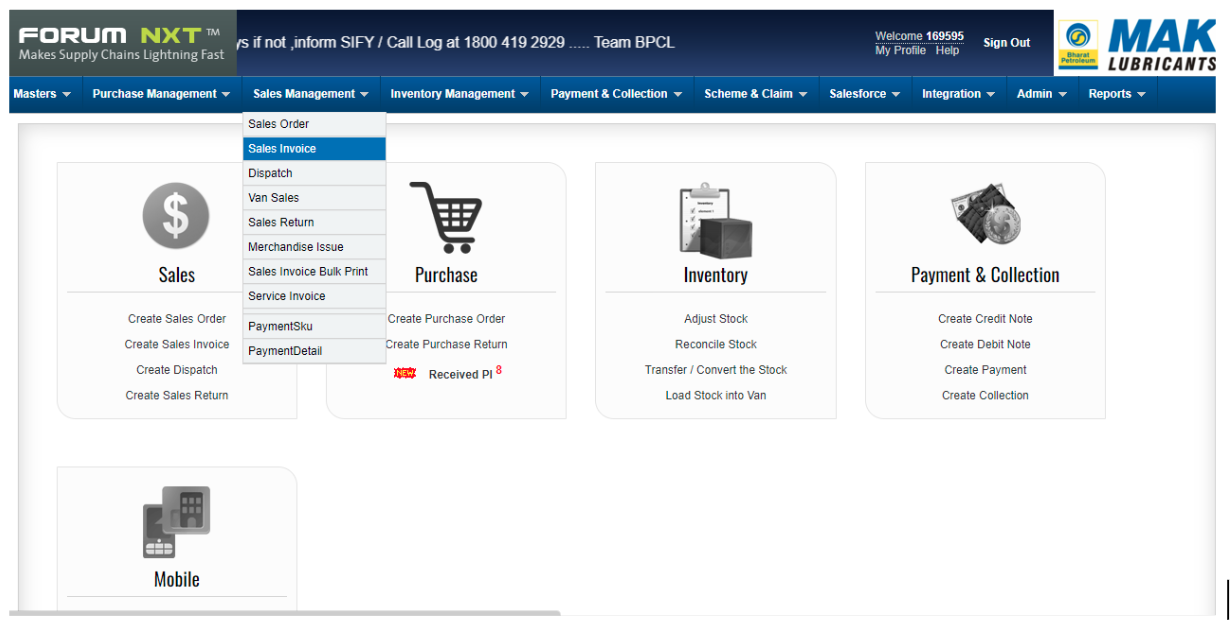 FORUM NXT TM
Makes Supply Chains Lightning Fast
s if not ,inform SIFY / Call Log at 1800 419 2929 ..... Team BPCL
Welcome 169595
My Profile Help
Sign Out
Bharat
Petroleum
MAK
LUBRICANTS
Masters Purchase Management Sales Management Inventory Management Payment & Collection Scheme & Claim Salesforce Integration Admin Reports
Sales Order
Sales Invoice
Dispatch
Van Sales
Sales Return
Merchandise Issue
Sales Invoice Bulk Print
Service Invoice
PaymentSku
PaymentDetail
$
Sales
Create Sales Order
Create Sales Invoice
Create Dispatch
Create Sales Return
Purchase
Create Purchase Order
Create Purchase Return
NEW Received PI 8
Inventory
Adjust Stock
Reconcile Stock
Transfer / Convert the Stock
Load Stock into Van
Payment & Collection
Create Credit Note
Create Debit Note
Create Payment
Create Collection
Mobile